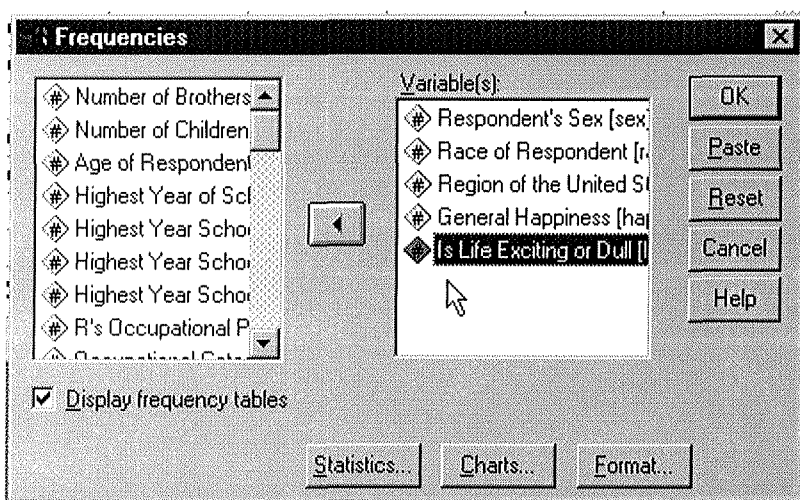 Frequencies
Number of Brothers
Number of Children
Age of Respondent
Highest Year of Scl
Highest Year Schoo
Highest Year Schoo
Highest Year Schoo
R's Occupational P
Variable(s):
Respondent's Sex [sex]
Race of Respondent [r
Region of the United St
General Happiness [hap
Is Life Exciting or Dull [l
OK
Paste
Reset
Cancel
Help
Display frequency tables
Statistics...
Charts...
Format...